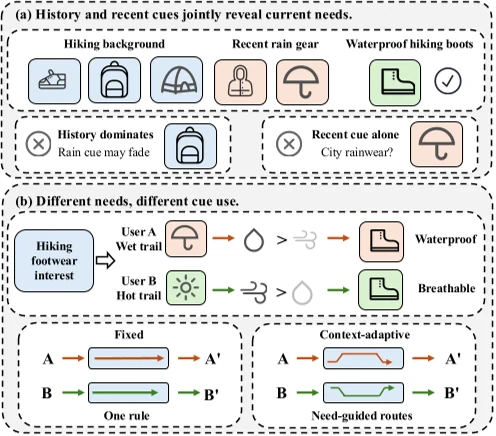 (a) History and recent cues jointly reveal current needs.
Hiking background
Recent rain gear
Waterproof hiking boots
History dominates
Rain cue may fade
Recent cue alone
City rainwear?
(b) Different needs, different cue use.
Hiking
footwear
interest
User A
Wet trail
>
Waterproof
User B
Hot trail
>
Breathable
Fixed
A
A'
B
B'
One rule
Context-adaptive
A
A'
B
B'
Need-guided routes